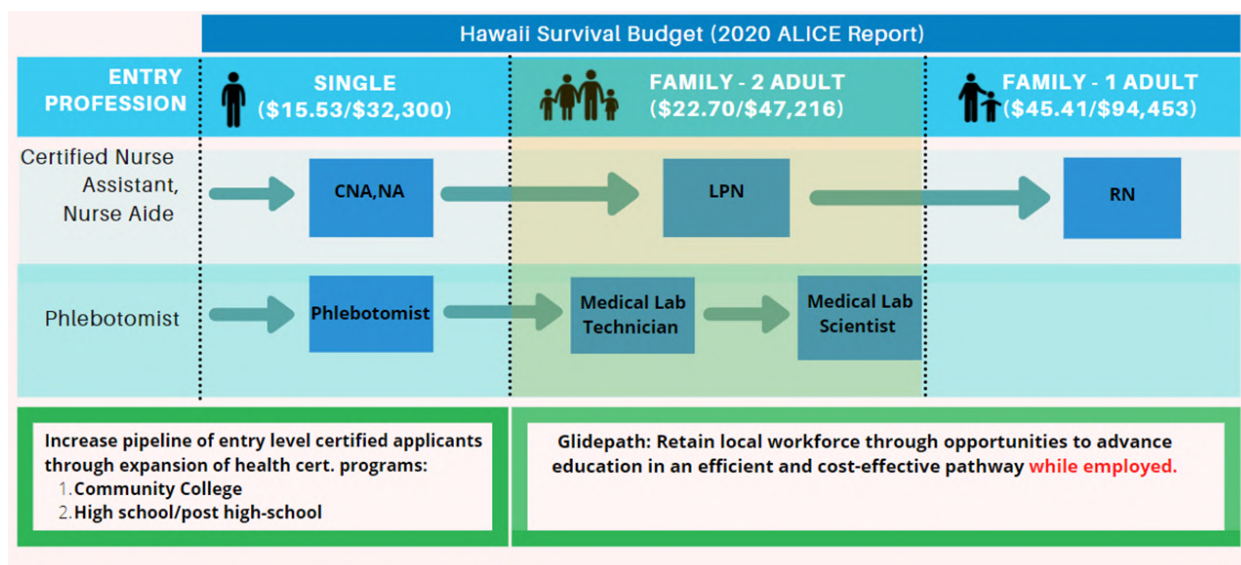 Hawaii Survival Budget (2020 ALICE Report)
ENTRY
PROFESSION
SINGLE
($15.53/$32,300)
FAMILY - 2 ADULT
($22.70/$47,216)
FAMILY - 1 ADULT
($45.41/$94,453)
Certified Nurse
Assistant,
Nurse Aide
CNA,NA
LPN
RN
Phlebotomist
Phlebotomist
Medical Lab
Technician
Medical Lab
Scientist
Increase pipeline of entry level certified applicants
through expansion of health cert. programs:
1. Community College
2. High school/post high-school
Glidepath: Retain local workforce through opportunities to advance
education in an efficient and cost-effective pathway while employed.